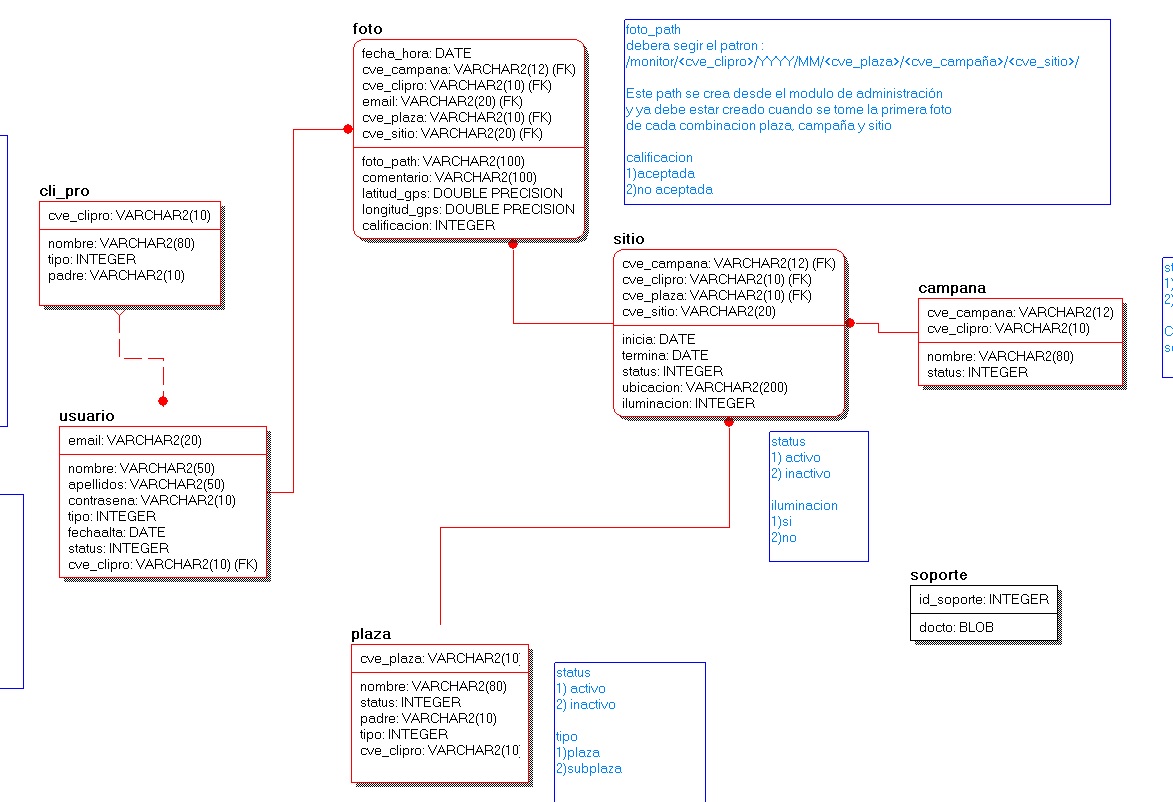 foto
fecha_hora: DATE
cve_campana: VARCHAR2(12) (FK)
cve_clipro: VARCHAR2(10) (FK)
email: VARCHAR2(20) (FK)
cve_plaza: VARCHAR2(10) (FK)
cve_sitio: VARCHAR2(20) (FK)
foto_path: VARCHAR2(100)
comentario: VARCHAR2(100)
latitud_gps: DOUBLE PRECISION
longitud_gps: DOUBLE PRECISION
calificacion: INTEGER
foto_path
debera segir el patron :
/monitor/<cve_clipro>/YYYY/MM/<cve_plaza>/<cve_campaña>/<cve_sitio>/
Este path se crea desde el modulo de administración
y ya debe estar creado cuando se tome la primera foto
de cada combinacion plaza, campaña y sitio
calificacion
1)aceptada
2)no aceptada
cli_pro
cve_clipro: VARCHAR2(10)
nombre: VARCHAR2(80)
tipo: INTEGER
padre: VARCHAR2(10)
sitio
cve_campana: VARCHAR2(12) (FK)
cve_clipro: VARCHAR2(10) (FK)
cve_plaza: VARCHAR2(10) (FK)
cve_sitio: VARCHAR2(20)
inicia: DATE
termina: DATE
status: INTEGER
ubicacion: VARCHAR2(200)
iluminacion: INTEGER
campana
cve_campana: VARCHAR2(12)
cve_clipro: VARCHAR2(10)
nombre: VARCHAR2(80)
status: INTEGER
usuario
email: VARCHAR2(20)
nombre: VARCHAR2(50)
apellidos: VARCHAR2(50)
contrasena: VARCHAR2(10)
tipo: INTEGER
fechaalta: DATE
status: INTEGER
cve_clipro: VARCHAR2(10) (FK)
status
1) activo
2) inactivo
iluminacion
1)si
2)no
soporte
id_soporte: INTEGER
docto: BLOB
plaza
cve_plaza: VARCHAR2(10)
nombre: VARCHAR2(80)
status: INTEGER
padre: VARCHAR2(10)
tipo: INTEGER
cve_clipro: VARCHAR2(10)
status
1) activo
2) inactivo
tipo
1)plaza
2)subplaza